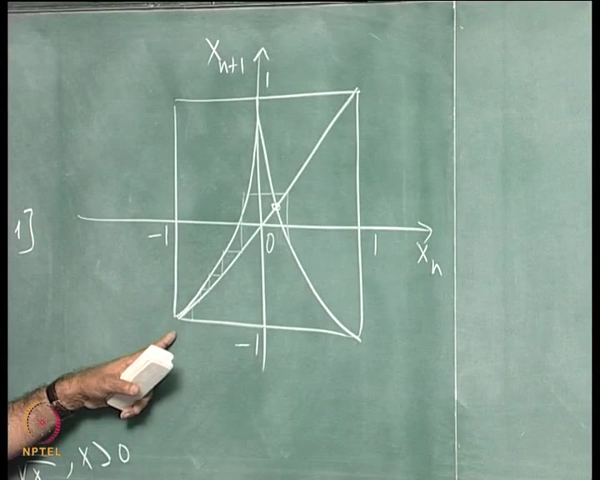 X_{n+1}
1
1]
-1
0
1
X_n
-1
NPTEL
, X>0